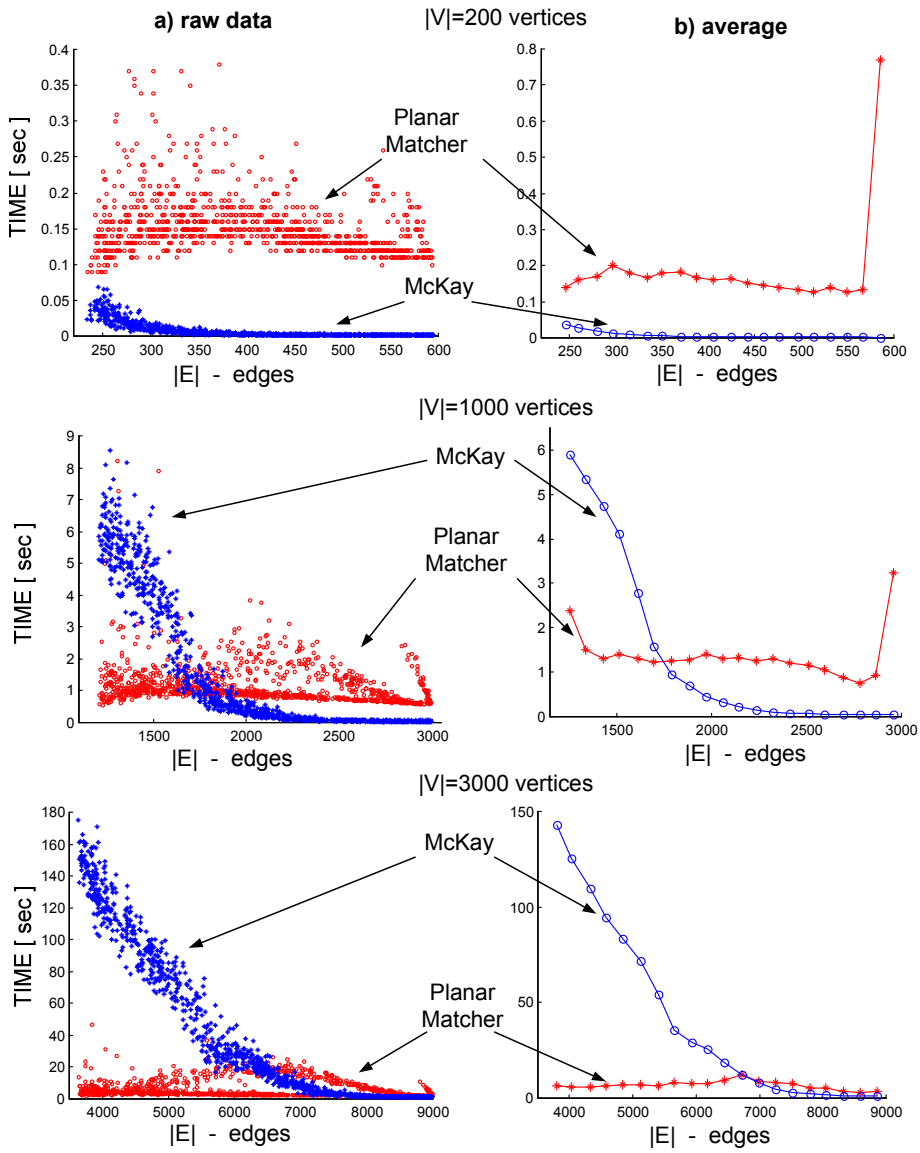 a) raw data
|V|=200 vertices
b) average
TIME [ sec ]
0.4
0.35
0.3
0.25
0.2
0.15
0.1
0.05
0
250 300 350 400 450 500 550 600
|E| - edges
Planar
Matcher
McKay
0.8
0.7
0.6
0.5
0.4
0.3
0.2
0.1
0
250 300 350 400 450 500 550 600
|E| - edges
|V|=1000 vertices
TIME [ sec ]
9
8
7
6
5
4
3
2
1
0
1500 2000 2500 3000
|E| - edges
McKay
Planar
Matcher
6
5
4
3
2
1
0
1500 2000 2500 3000
|E| - edges
|V|=3000 vertices
TIME [ sec ]
180
160
140
120
100
80
60
40
20
0
4000 5000 6000 7000 8000 9000
|E| - edges
McKay
Planar
Matcher
150
100
50
0
4000 5000 6000 7000 8000 9000
|E| - edges